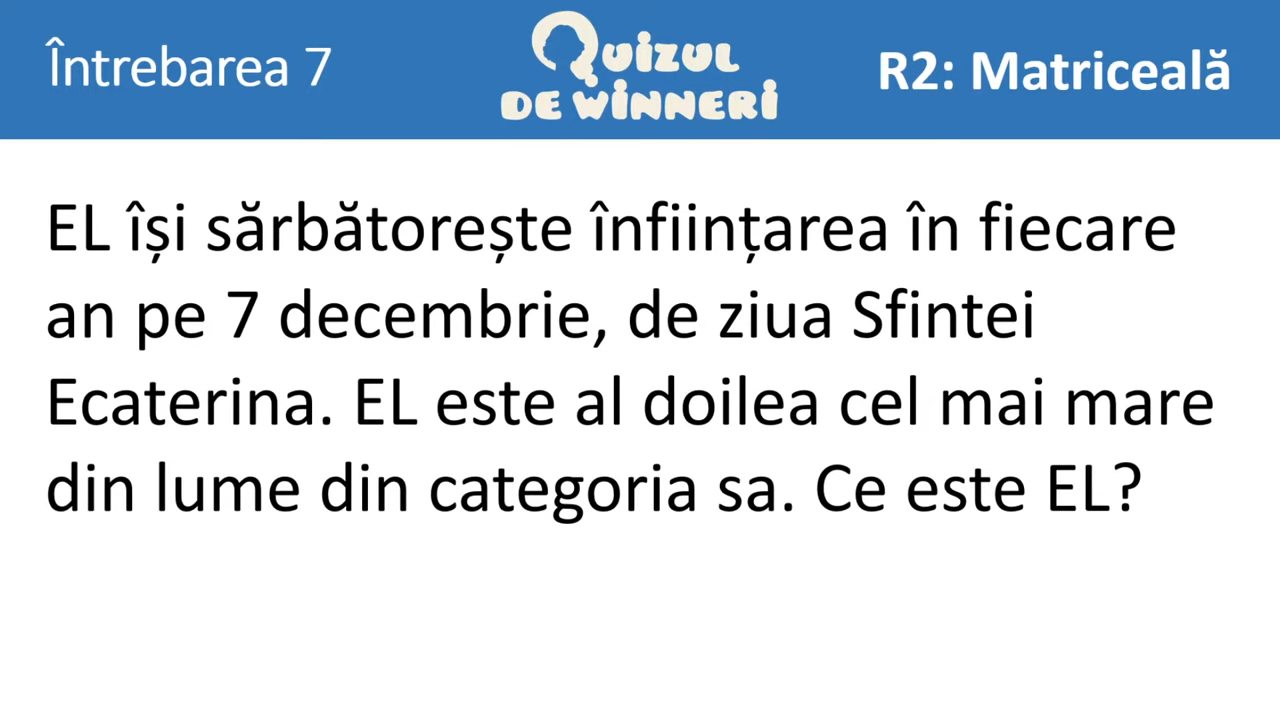 Întrebarea 7
QUIZUL
DE WINNERI
R2: Matriceală
EL își sărbătorește înființarea în fiecare
an pe 7 decembrie, de ziua Sfintei
Ecaterina. EL este al doilea cel mai mare
din lume din categoria sa. Ce este EL?